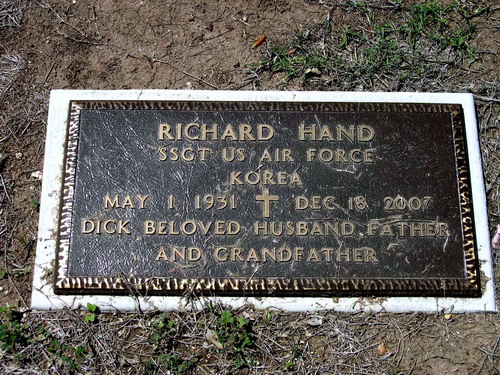 RICHARD HAND
SSGT US AIR FORCE
KOREA
MAY 1 1931 DEC 18 2007
DICK BELOVED HUSBAND FATHER
AND GRANDFATHER